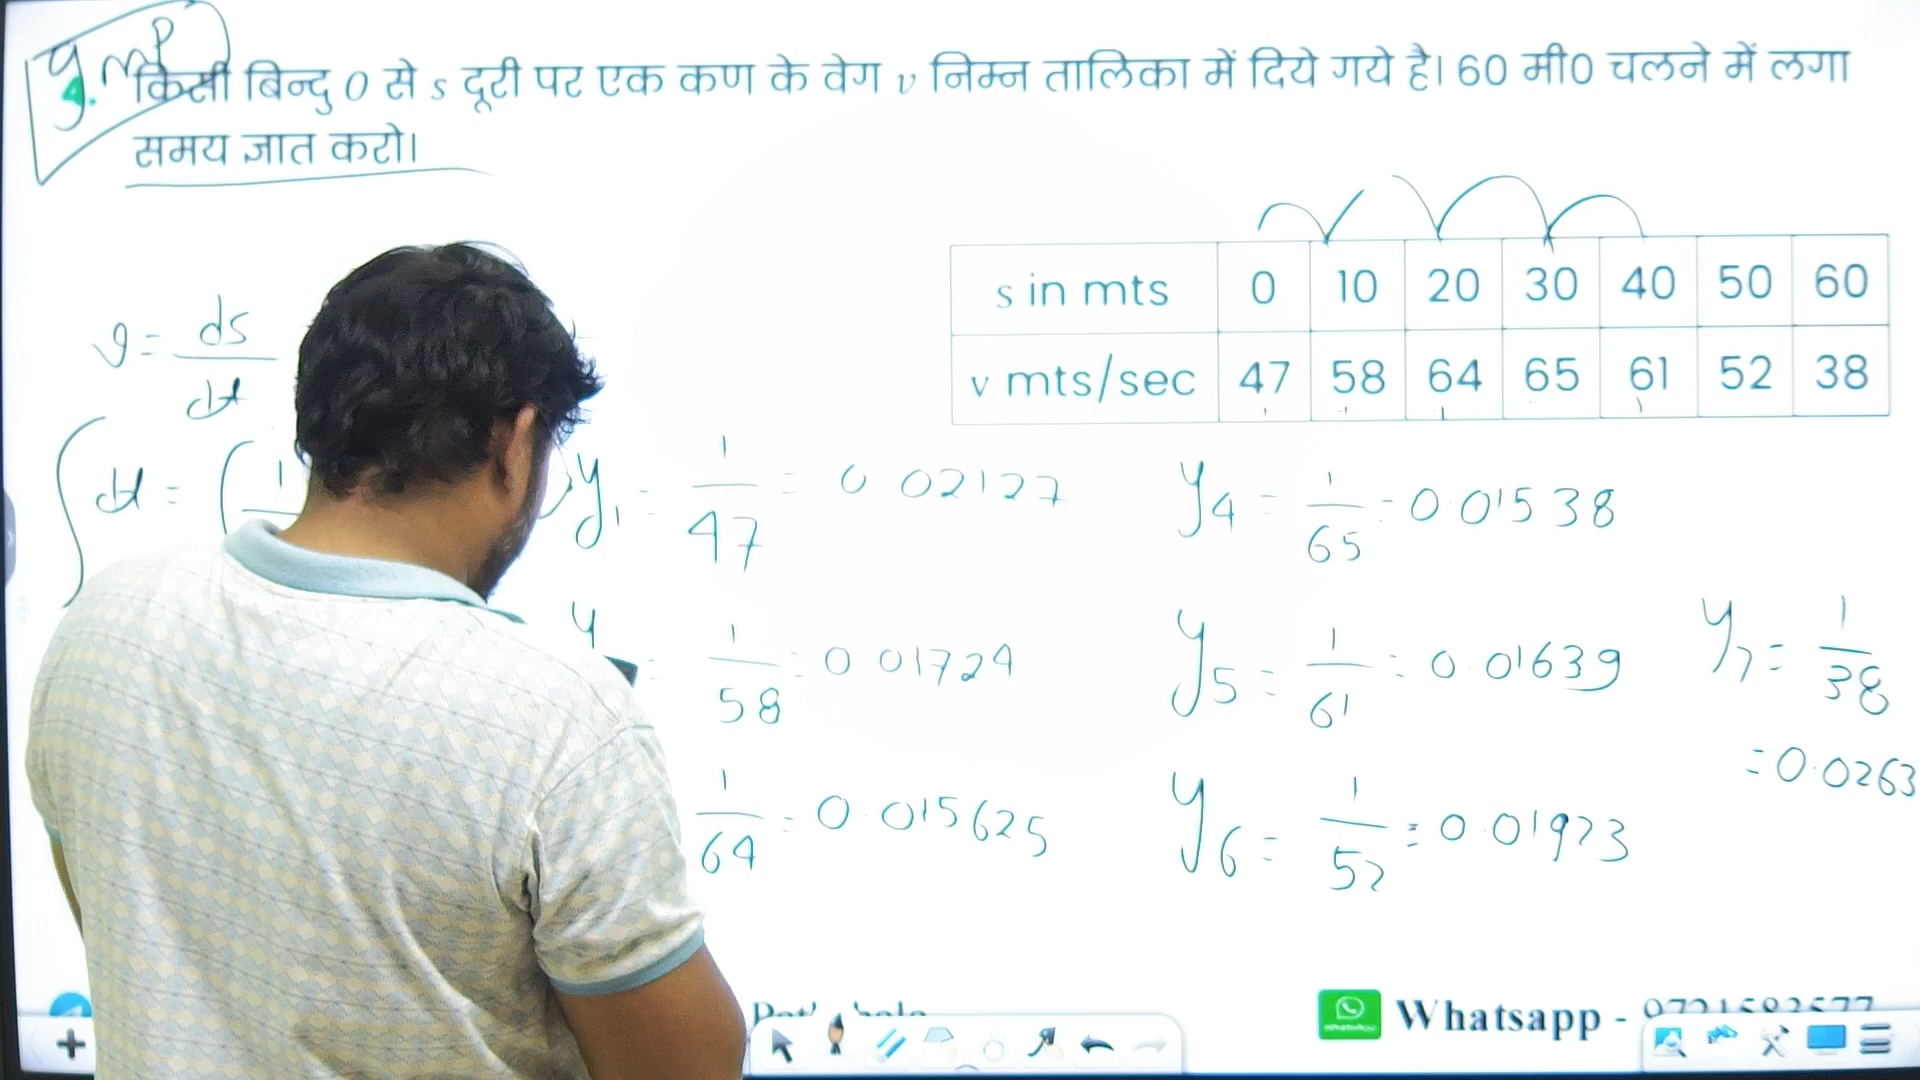 Imp
4. किसी बिन्दु 0 से s दूरी पर एक कण के वेग v निम्न तालिका में दिये गये है। 60 मी0 चलने में लगा
समय ज्ञात करो।
s in mts 0 10 20 30 40 50 60
v mts/sec 47 58 64 65 61 52 38
v = ds/dt
∫ dt = ( 1
y1 = 1/47 = 0.02127
1/58 = 0.01724
1/64 = 0.015625
y4 = 1/65 = 0.01538
y5 = 1/61 = 0.01639
y6 = 1/52 = 0.01923
y7 = 1/38
= 0.0263
Whatsapp -